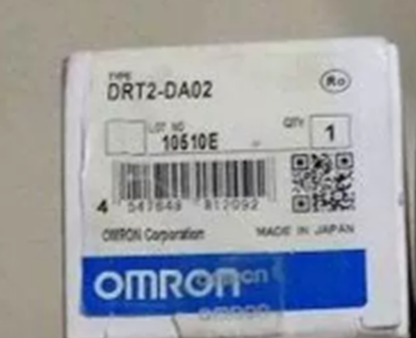 TYPE
DRT2-DA02
Ro
LOT NO
10510E
QTY 1
4 547648 812092
OMRON Corporation
MADE IN JAPAN
OMRON